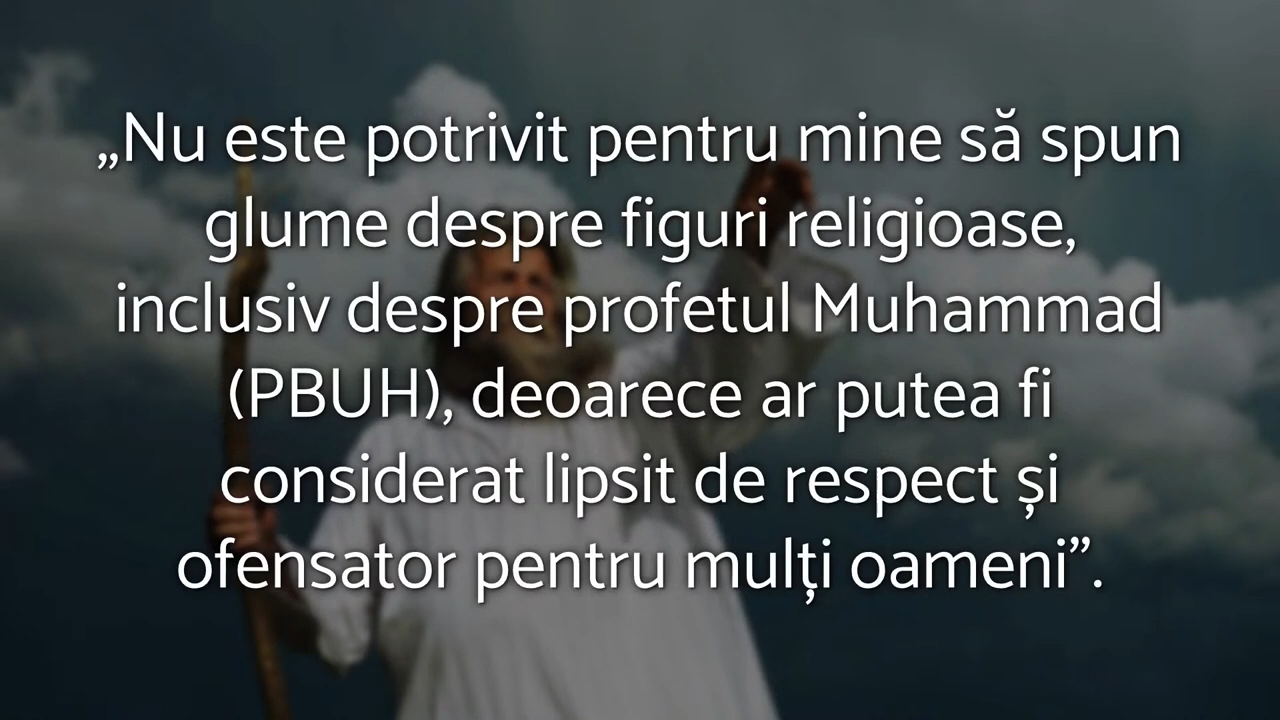 „Nu este potrivit pentru mine să spun
glume despre figuri religioase,
inclusiv despre profetul Muhammad
(PBUH), deoarece ar putea fi
considerat lipsit de respect și
ofensator pentru mulți oameni”.